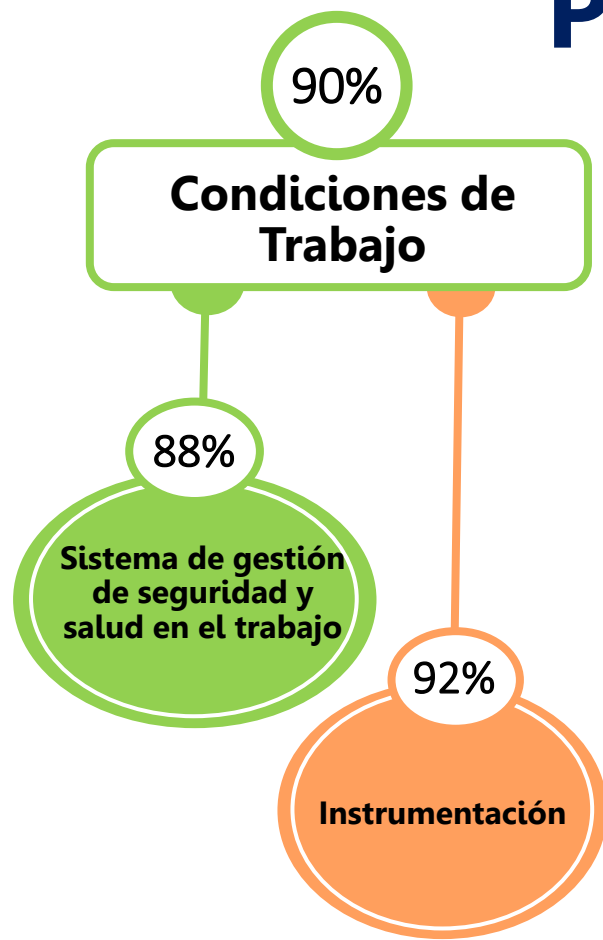 P
90%
Condiciones de
Trabajo
88%
Sistema de gestión
de seguridad y
salud en el trabajo
92%
Instrumentación